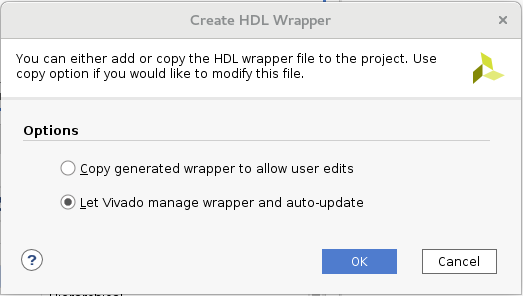 Create HDL Wrapper
You can either add or copy the HDL wrapper file to the project. Use
copy option if you would like to modify this file.
Options
Copy generated wrapper to allow user edits
Let Vivado manage wrapper and auto-update
?
OK
Cancel